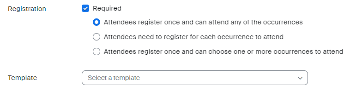 Registration
Required
Attendees register once and can attend any of the occurrences
Attendees need to register for each occurrence to attend
Attendees register once and can choose one or more occurrences to attend
Template
Select a template